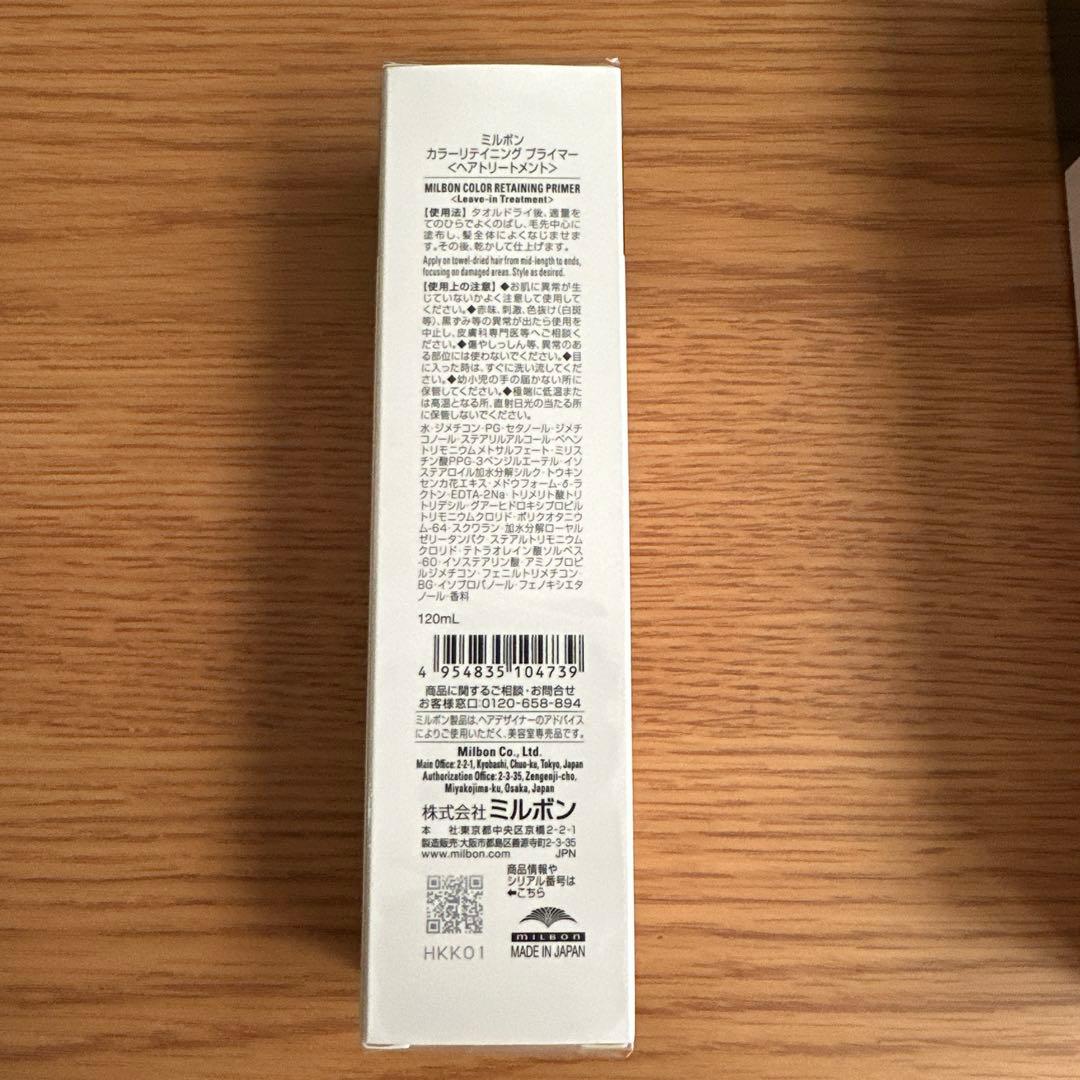 ミルボン
カラーリテイニング プライマー
<ヘアトリートメント>
MILBON COLOR RETAINING PRIMER
<Leave-in Treatment>
【使用法】タオルドライ後、適量を
てのひらでよくのばし、毛先中心に
塗布し、髪全体によくなじませま
す。その後、乾かして仕上げます。
Apply on towel-dried hair from mid-length to ends,
focusing on damaged areas. Style as desired.
【使用上の注意】◆お肌に異常が生
じていないかよく注意して使用して
ください。◆赤味、刺激、色抜け(白斑
等)、黒ずみ等の異常が出たら使用を
中止し、皮膚科専門医等へご相談くだ
さい。◆傷やしっしん等、異常のあ
る部位には使わないでください。◆目
に入った時は、すぐに洗い流してくだ
さい。◆幼小児の手の届かない所に
保管してください。◆極端に低温また
は高温となる所、直射日光の当たる所
に保管しないでください。
水・ジメチコン・PG・セタノール・ジメチ
コノール・ステアリルアルコール・ベヘン
トリモニウムメトサルフェート・ミリス
チン酸PPG-3ベンジルエーテル・イソ
ステアロイル加水分解シルク・トウキン
センカ花エキス・メドウフォーム-δ-ラ
クトン・EDTA-2Na・トリメリト酸トリ
トリデシル・グアーヒドロキシプロピル
トリモニウムクロリド・ポリクオタニウ
ム-64・スクワラン・加水分解ローヤル
ゼリータンパク・ステアルトリモニウム
クロリド・テトラオレイン酸ソルベス
-60・イソステアリン酸・アミノプロピ
ルジメチコン・フェニルトリメチコン・
BG・イソプロパノール・フェノキシエタ
ノール・香料
120mL
4 954835 104739
商品に関するご相談・お問合せ
お客様窓口:0120-658-894
ミルボン製品は、ヘアデザイナーのアドバイス
によりご使用いただく、美容室専売品です。
Milbon Co., Ltd.
Main Office: 2-2-1, Kyobashi, Chuo-ku, Tokyo, Japan
Authorization Office: 2-3-35, Zengenji-cho,
Miyakojima-ku, Osaka, Japan
株式会社 ミルボン
本 社:東京都中央区京橋2-2-1
製造販売:大阪市都島区善源寺町2-3-35
www.milbon.com JPN
商品情報や
シリアル番号は
⬅こちら
HKK01
MILBON
MADE IN JAPAN